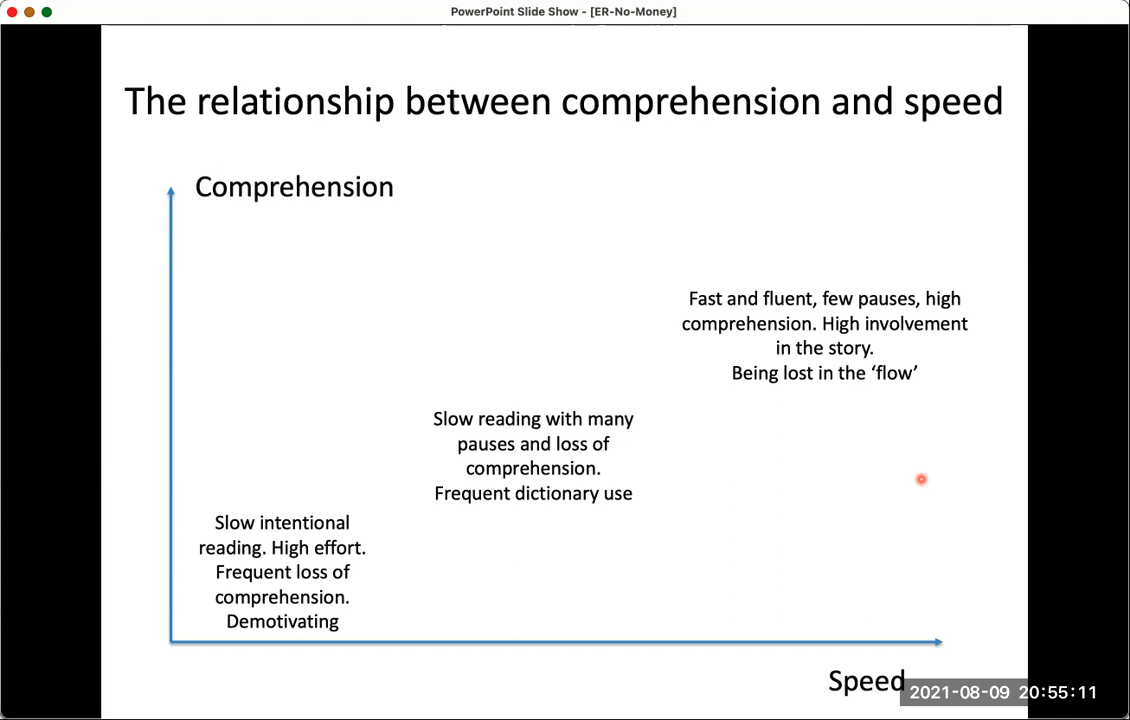 PowerPoint Slide Show - [ER-No-Money]
The relationship between comprehension and speed
Comprehension
Fast and fluent, few pauses, high
comprehension. High involvement
in the story.
Being lost in the ‘flow’
Slow reading with many
pauses and loss of
comprehension.
Frequent dictionary use
Slow intentional
reading. High effort.
Frequent loss of
comprehension.
Demotivating
Speed
2021-08-09 20:55:11